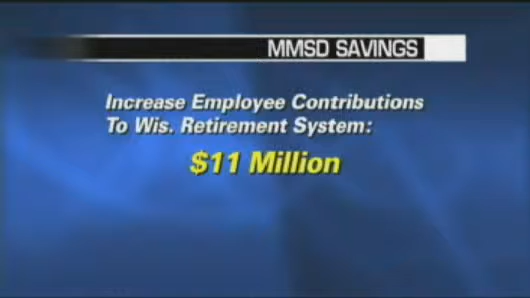 MMSD SAVINGS
Increase Employee Contributions
To Wis. Retirement System:
$11 Million